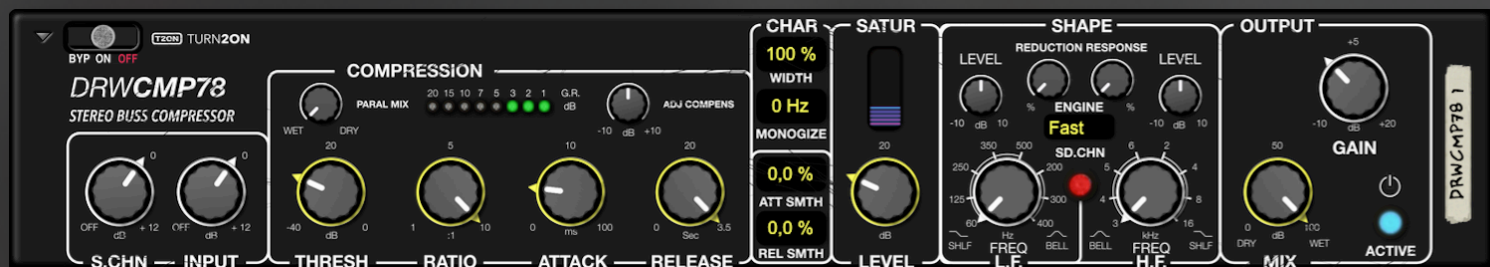 BYP ON OFF
T2ON TURN2ON
DRWCMP78
STEREO BUSS COMPRESSOR
0
OFF
dB
+ 12
S.CHN
0
OFF
dB
+ 12
INPUT
COMPRESSION
WET
DRY
PARAL MIX
20 15 10 7 5 3 2 1
G.R.
dB
-10 dB +10
ADJ COMPENS
20
-40
dB
0
THRESH
5
1
:1
10
RATIO
10
0
ms
100
ATTACK
20
0
Sec
3.5
RELEASE
CHAR
100 %
WIDTH
0 Hz
MONOGIZE
0,0 %
ATT SMTH
0,0 %
REL SMTH
SATUR
20
dB
LEVEL
SHAPE
REDUCTION RESPONSE
LEVEL
-10 dB 10
%
%
LEVEL
-10 dB 10
ENGINE
Fast
SD.CHN
350
500
250
650
125
300
60
Hz
400
SHLF
FREQ
BELL
L.F.
6
2
5
4
4
8
3
kHz
16
BELL
FREQ
SHLF
H.F.
OUTPUT
+5
-10
dB
+20
GAIN
50
0
dB
100
DRY
WET
MIX
ACTIVE
DRWCMP78 1